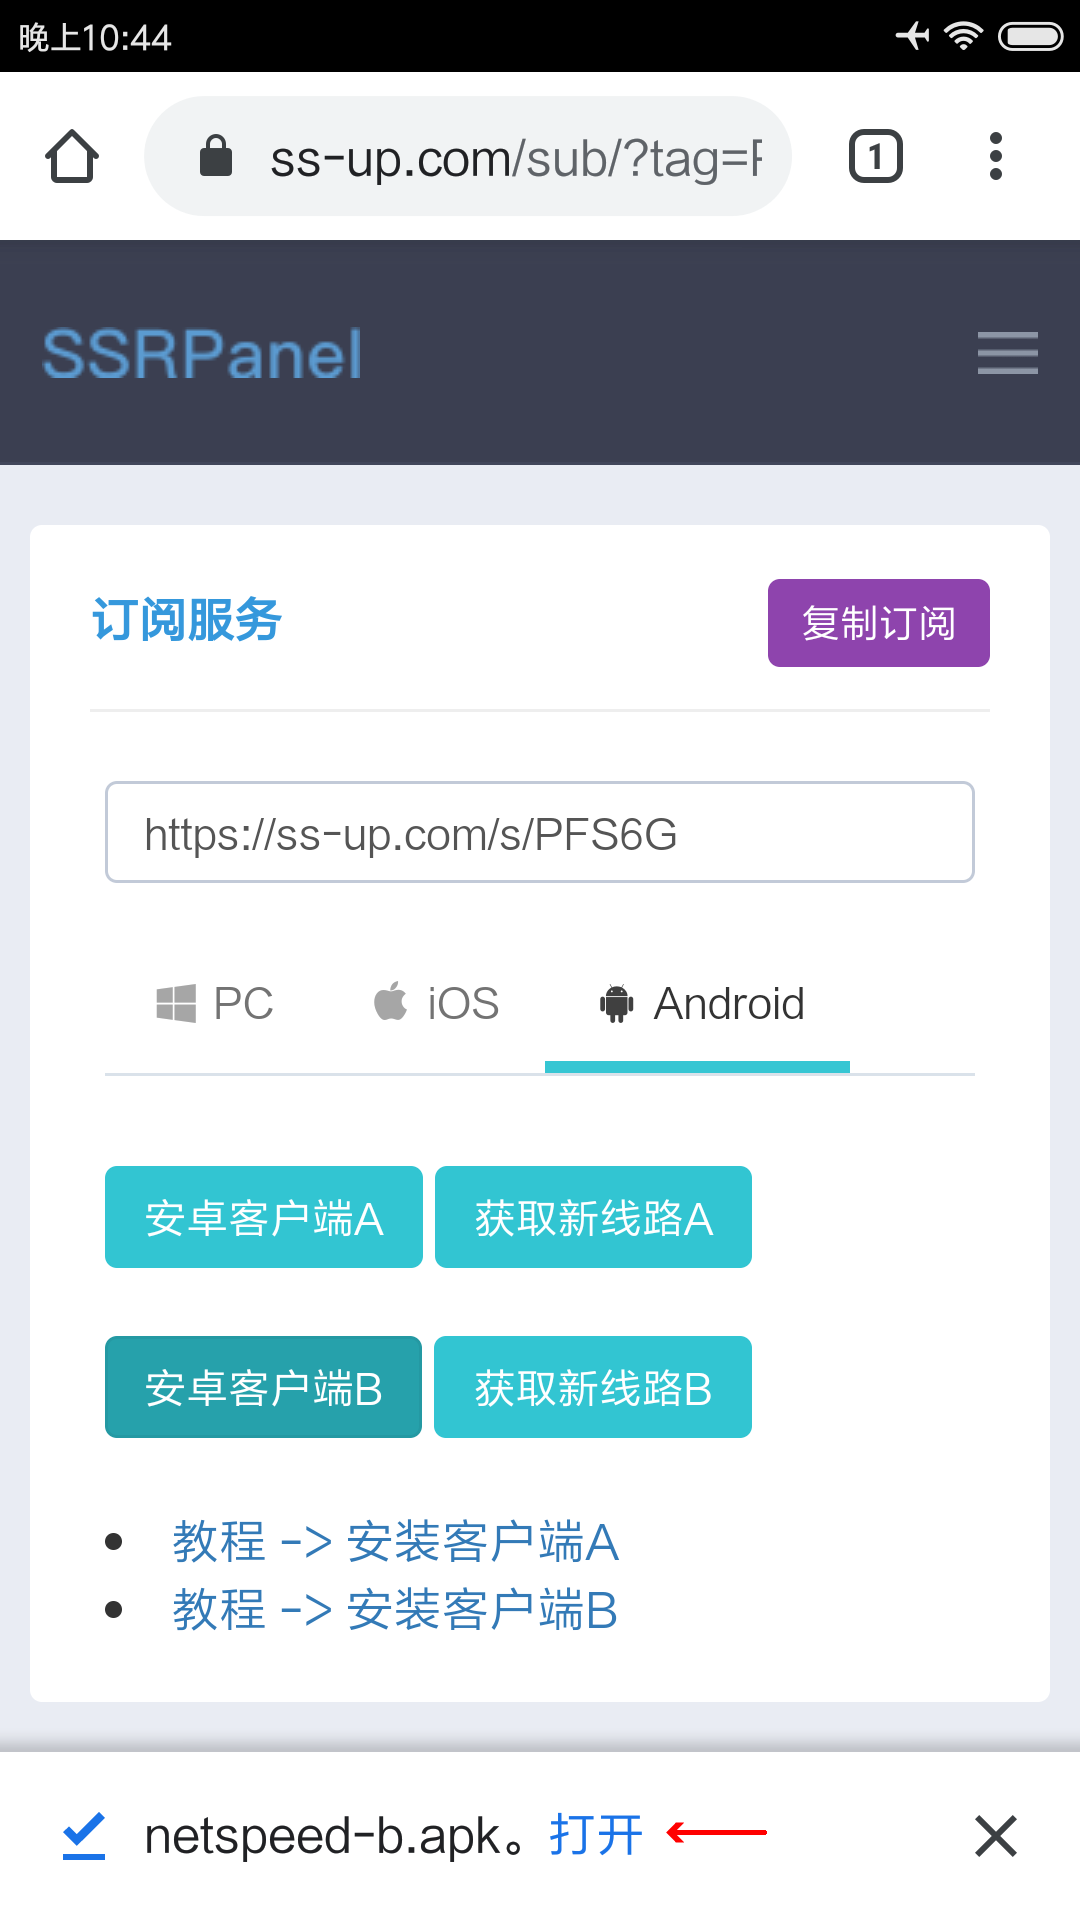 晚上10:44
ss-up.com/sub/?tag=
1
SSRPanel
订阅服务
复制订阅
https://ss-up.com/s/PFS6G
PC
iOS
Android
安卓客户端A
获取新线路A
安卓客户端B
获取新线路B
• 教程 -> 安装客户端A
• 教程 -> 安装客户端B
netspeed-b.apk。打开